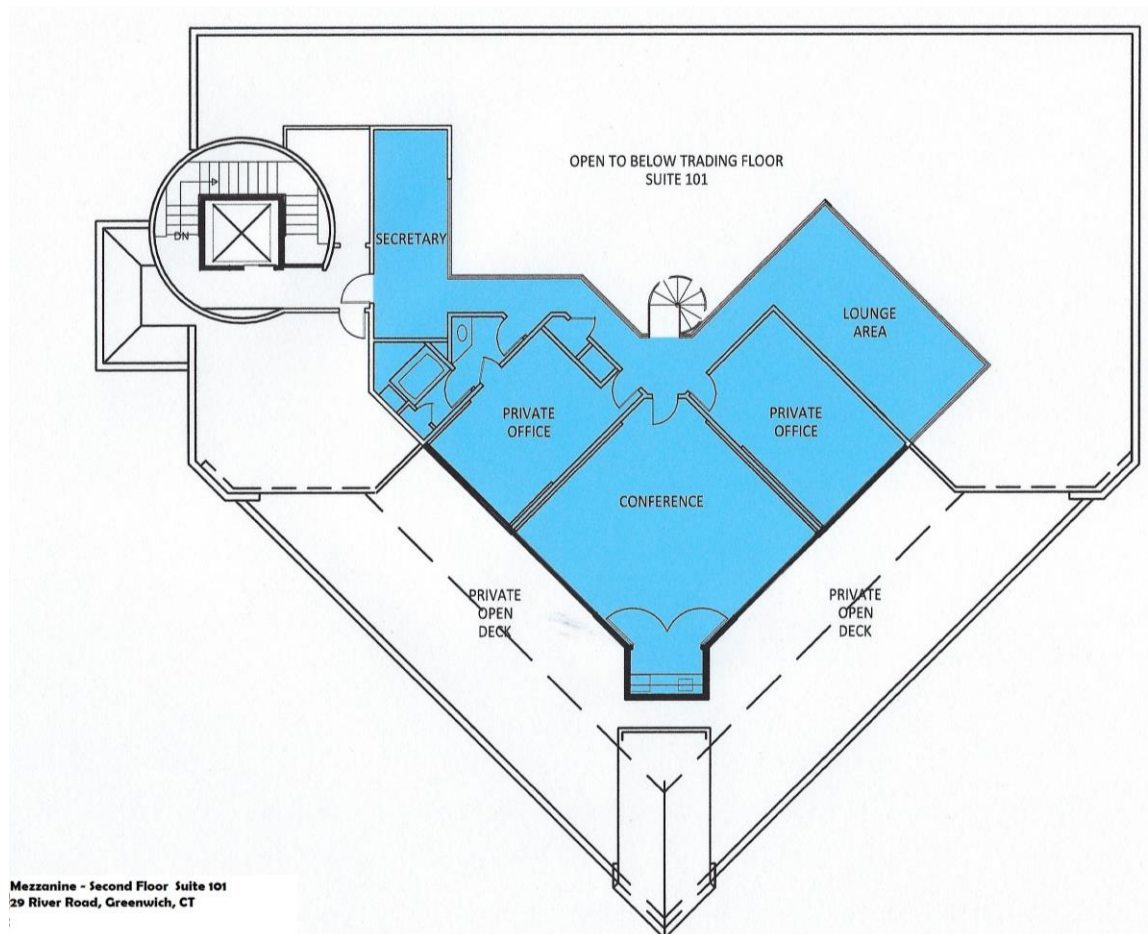 OPEN TO BELOW TRADING FLOOR
SUITE 101
DN
SECRETARY
LOUNGE
AREA
PRIVATE
OFFICE
PRIVATE
OFFICE
CONFERENCE
PRIVATE
OPEN
DECK
PRIVATE
OPEN
DECK
Mezzanine - Second Floor Suite 101
29 River Road, Greenwich, CT